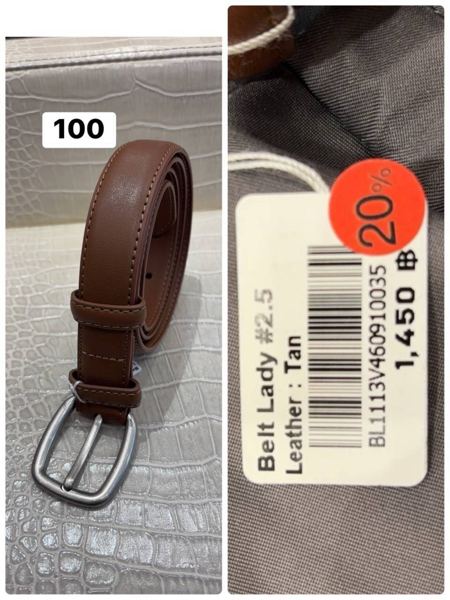 100
Belt Lady #2.5
Leather : Tan
BL1113V460910035
1,450 ฿
20%